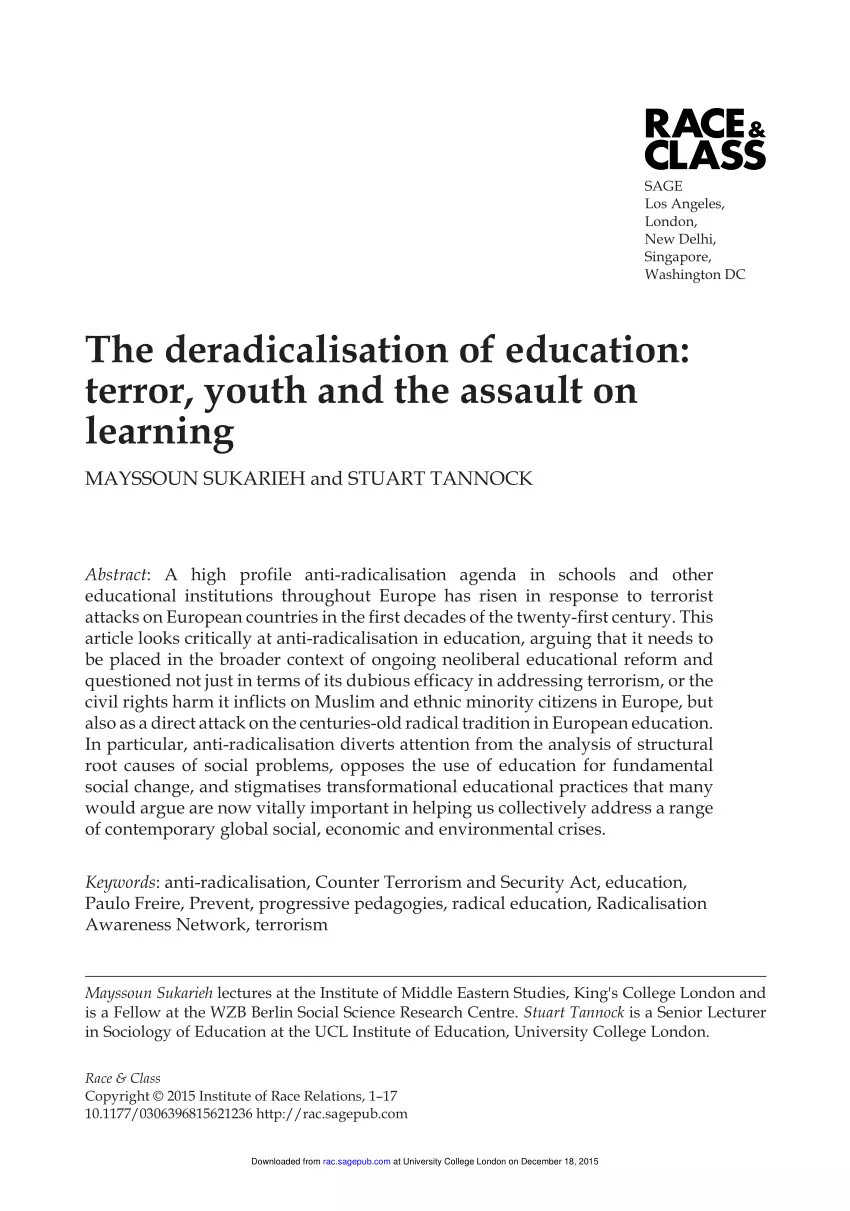 RACE &
CLASS
SAGE
Los Angeles,
London,
New Delhi,
Singapore,
Washington DC
The deradicalisation of education:
terror, youth and the assault on
learning
MAYSSOUN SUKARIEH and STUART TANNOCK
Abstract: A high profile anti-radicalisation agenda in schools and other
educational institutions throughout Europe has risen in response to terrorist
attacks on European countries in the first decades of the twenty-first century. This
article looks critically at anti-radicalisation in education, arguing that it needs to
be placed in the broader context of ongoing neoliberal educational reform and
questioned not just in terms of its dubious efficacy in addressing terrorism, or the
civil rights harm it inflicts on Muslim and ethnic minority citizens in Europe, but
also as a direct attack on the centuries-old radical tradition in European education.
In particular, anti-radicalisation diverts attention from the analysis of structural
root causes of social problems, opposes the use of education for fundamental
social change, and stigmatises transformational educational practices that many
would argue are now vitally important in helping us collectively address a range
of contemporary global social, economic and environmental crises.
Keywords: anti-radicalisation, Counter Terrorism and Security Act, education,
Paulo Freire, Prevent, progressive pedagogies, radical education, Radicalisation
Awareness Network, terrorism
Mayssoun Sukarieh lectures at the Institute of Middle Eastern Studies, King's College London and
is a Fellow at the WZB Berlin Social Science Research Centre. Stuart Tannock is a Senior Lecturer
in Sociology of Education at the UCL Institute of Education, University College London.
Race & Class
Copyright © 2015 Institute of Race Relations, 1–17
10.1177/0306396815621236 http://rac.sagepub.com
Downloaded from rac.sagepub.com at University College London on December 18, 2015